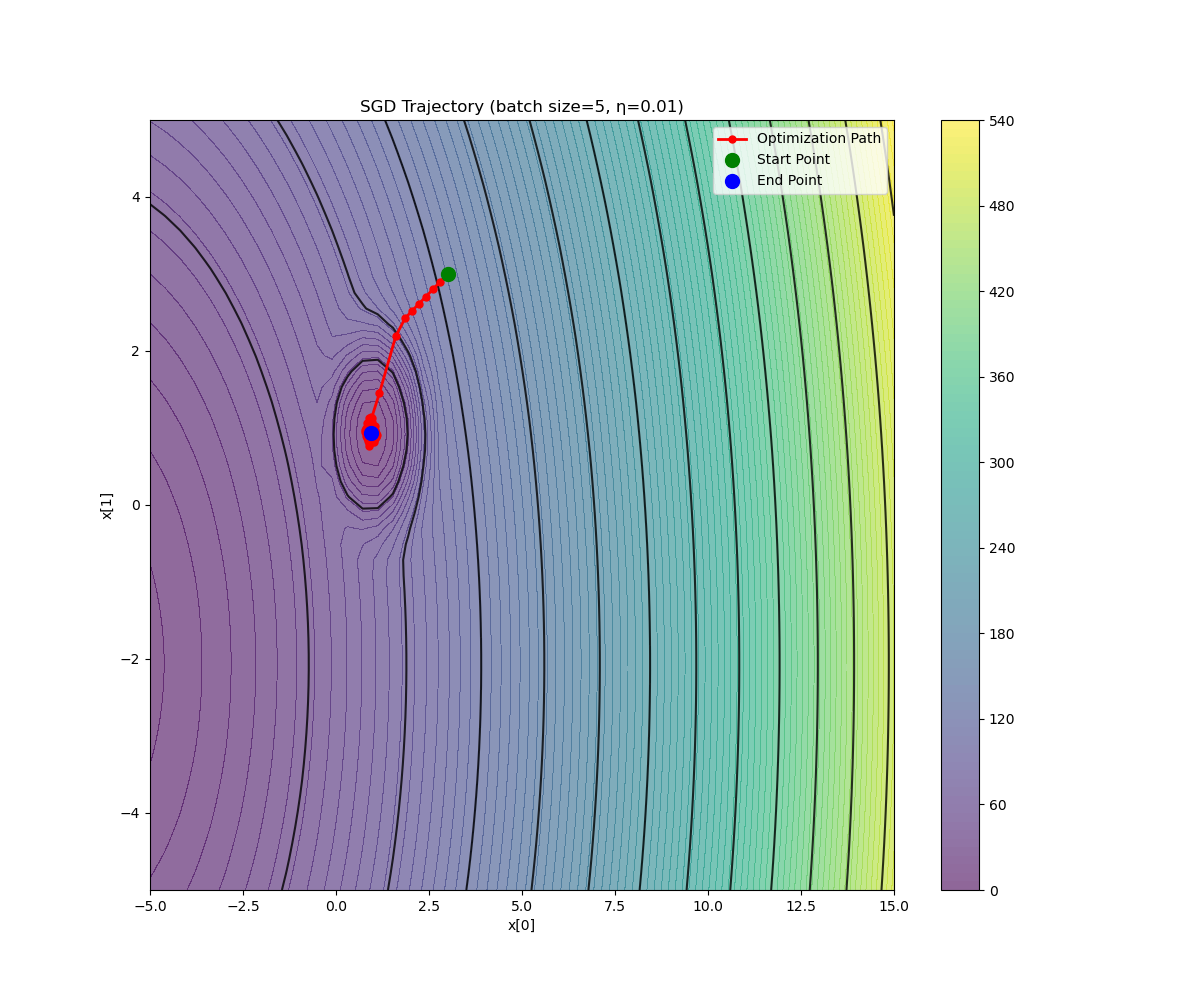 SGD Trajectory (batch size=5, η=0.01)
Optimization Path
Start Point
End Point
x[1]
4
2
0
−2
−4
−5.0 −2.5 0.0 2.5 5.0 7.5 10.0 12.5 15.0
x[0]
540
480
420
360
300
240
180
120
60
0